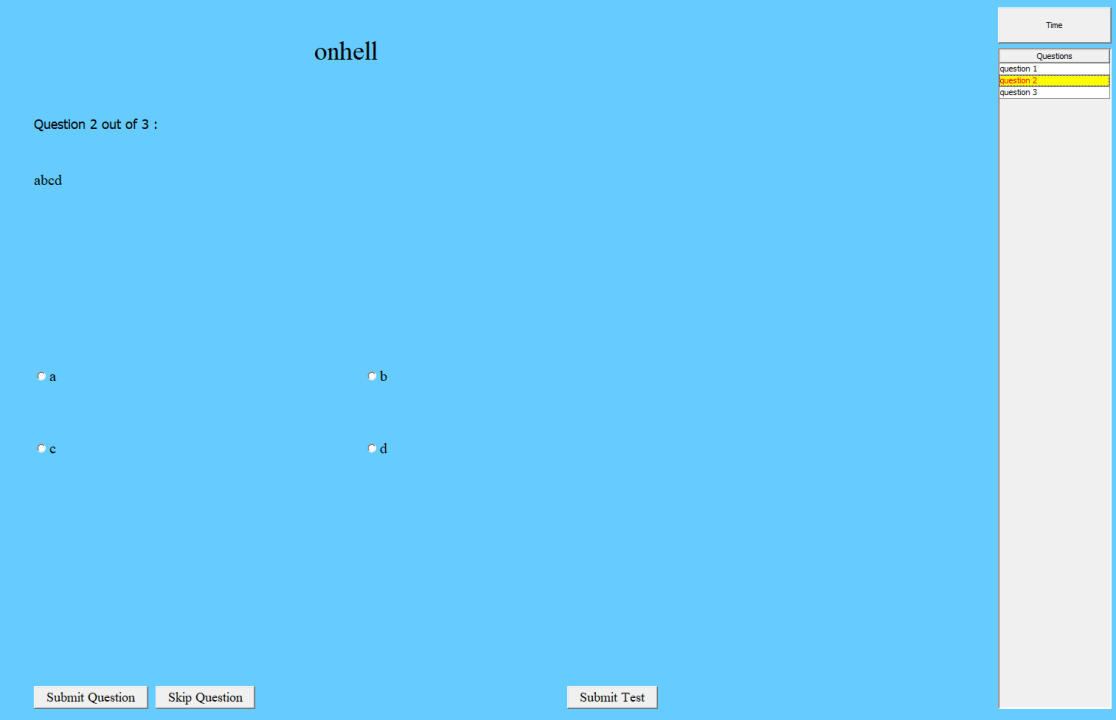 onhell
Question 2 out of 3 :
abcd
a
b
c
d
Submit Question
Skip Question
Submit Test
Time
Questions
question 1
question 2
question 3